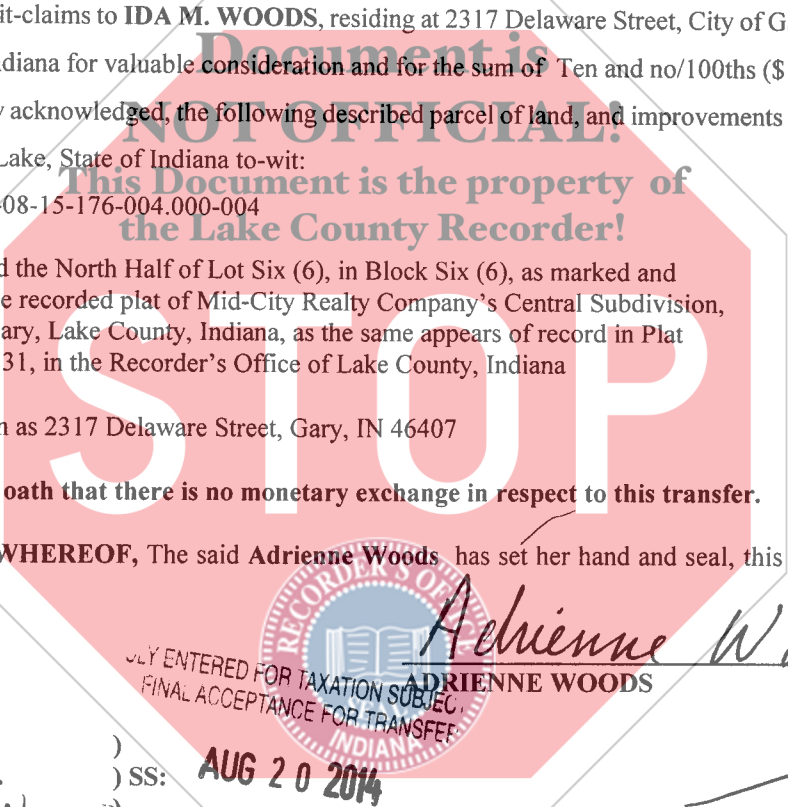 it-claims to IDA M. WOODS, residing at 2317 Delaware Street, City of G
Document is
diana for valuable consideration and for the sum of Ten and no/100ths ($
NOT OFFICIAL!
acknowledged, the following described parcel of land, and improvements
Lake, State of Indiana to-wit:
This Document is the property of
08-15-176-004.000-004
the Lake County Recorder!
the North Half of Lot Six (6), in Block Six (6), as marked and
e recorded plat of Mid-City Realty Company's Central Subdivision,
ary, Lake County, Indiana, as the same appears of record in Plat
31, in the Recorder's Office of Lake County, Indiana
STOP
as 2317 Delaware Street, Gary, IN 46407
oath that there is no monetary exchange in respect to this transfer.
WHEREOF, The said Adrienne Woods has set her hand and seal, this
RECORDER'S OFFICE
Adrienne W
LY ENTERED FOR TAXATION SUBJEC
ADRIENNE WOODS
FINAL ACCEPTANCE FOR TRANSFER
SEAL
INDIANA
)
) SS:
AUG 20 2014
)